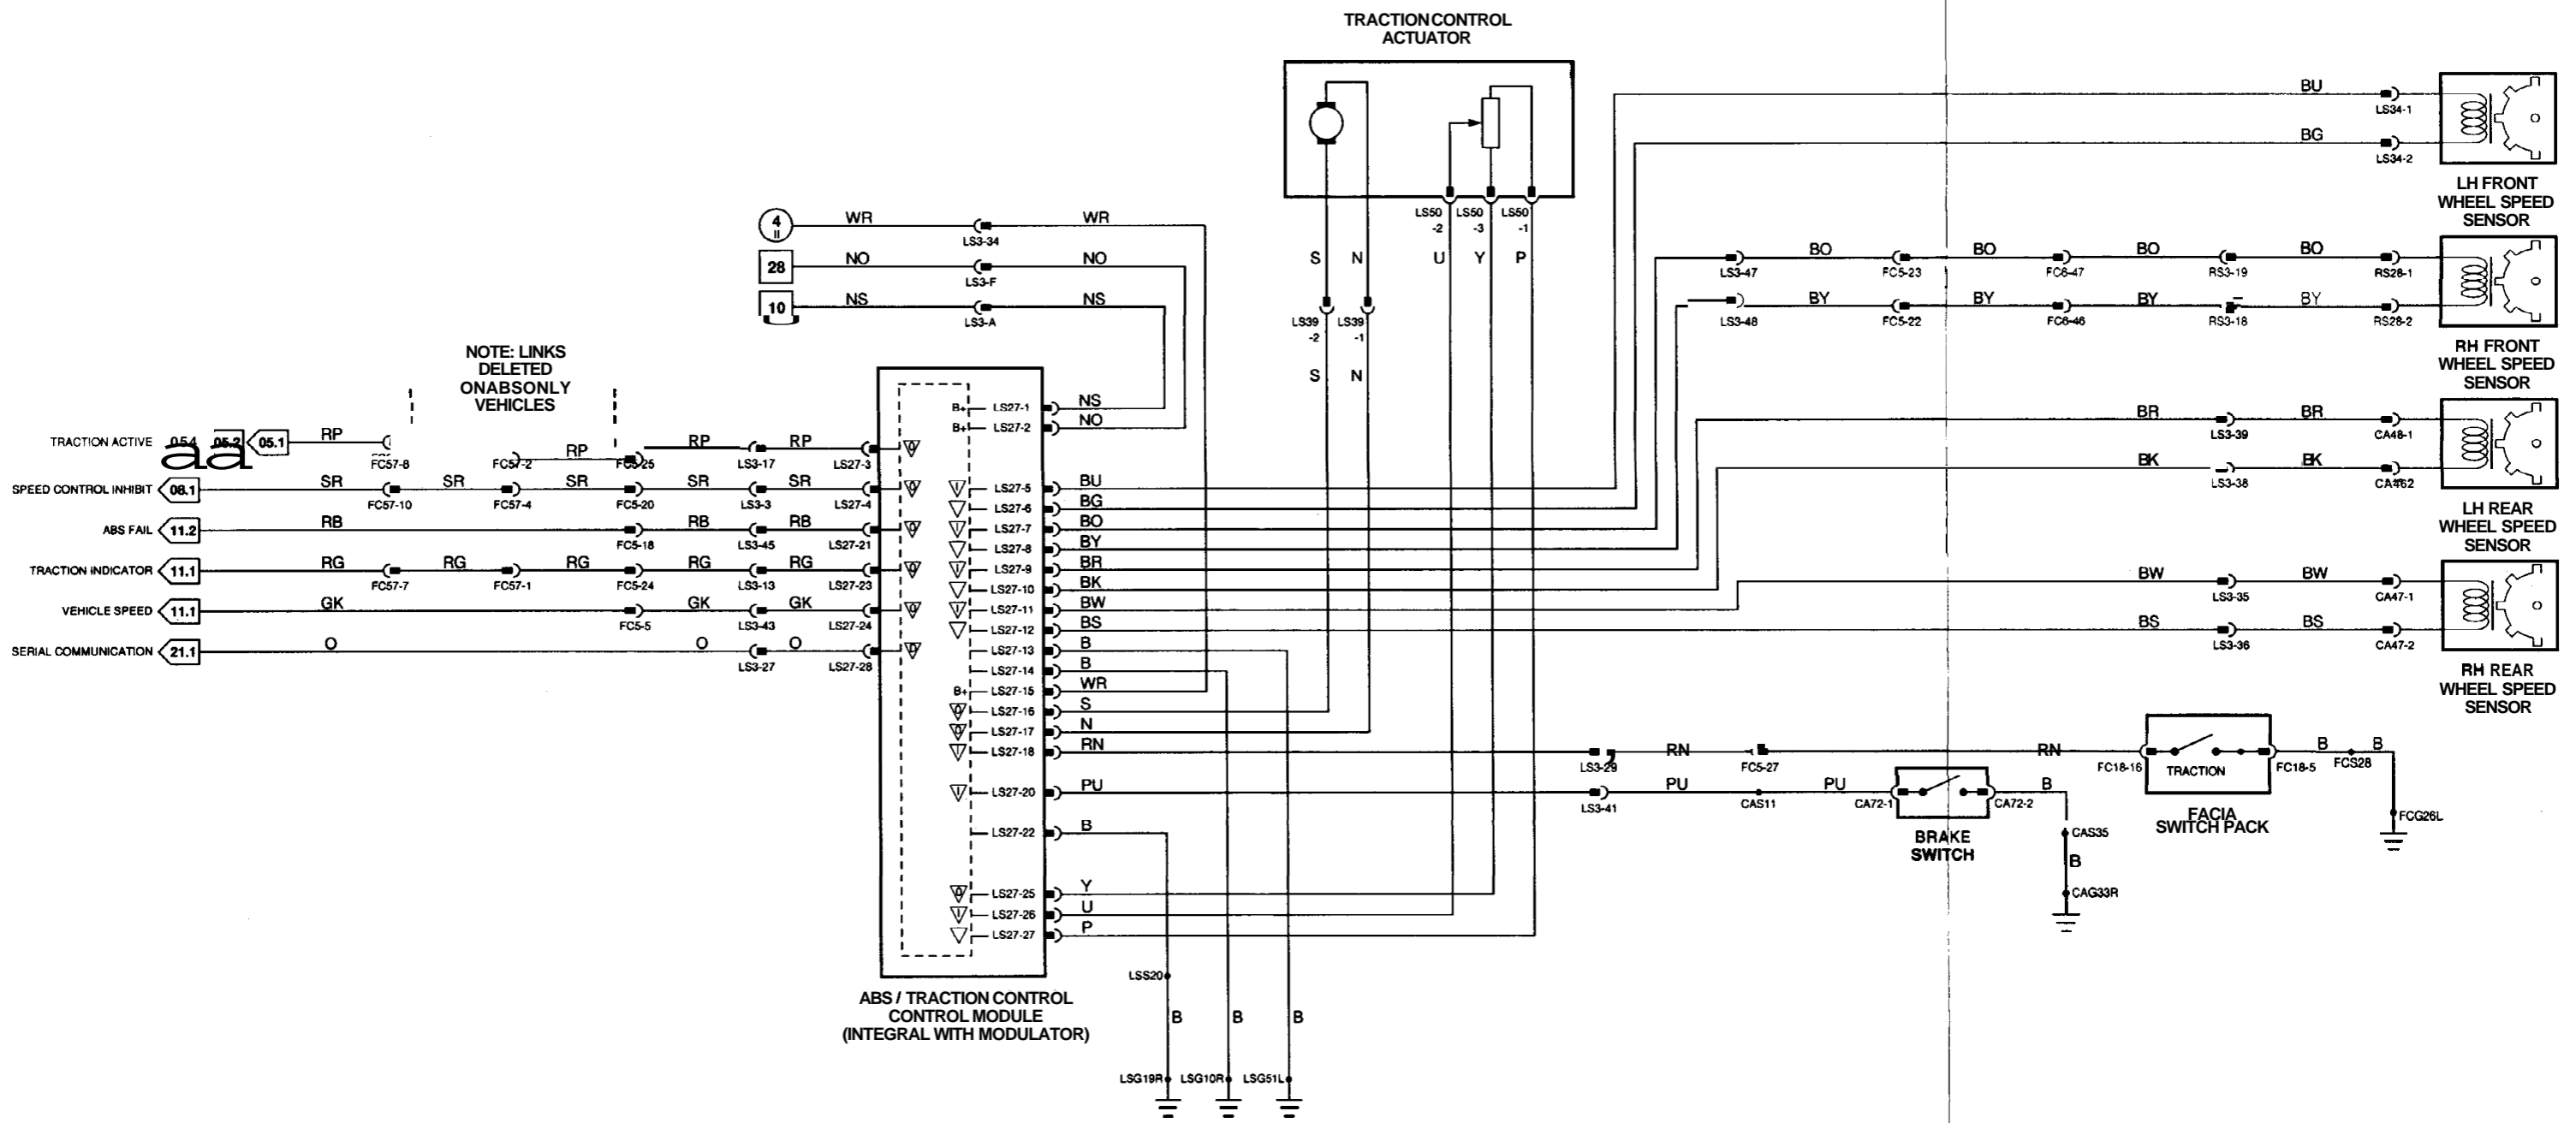 TRACTION CONTROL
ACTUATOR
BU
LS34-1
BG
LS34-2
LH FRONT
WHEEL SPEED
SENSOR
4
II
WR
LS3-34
WR
28
NO
LS3-F
NO
10
NS
LS3-A
NS
LS50
-2
LS50
-3
LS50
-1
S
N
U
Y
P
LS39
-2
LS39
-1
S
N
LS3-47
BO
FC5-23
BO
FC6-47
BO
RS3-19
BO
RS28-1
LS3-48
BY
FC5-22
BY
FC6-46
BY
RS3-18
BY
RS28-2
RH FRONT
WHEEL SPEED
SENSOR
NOTE: LINKS
DELETED
ONABSONLY
VEHICLES
BR
LS3-39
BR
CA48-1
BK
LS3-38
BK
LH REAR
WHEEL SPEED
SENSOR
TRACTION ACTIVE
05.2
05.1
aa
RP
FC57-8
FC57-2
RP
FC5-25
RP
LS3-17
RP
LS27-3
SPEED CONTROL INHIBIT
08.1
SR
FC57-10
SR
FC57-4
SR
FC5-20
SR
LS3-3
SR
LS27-4
ABS FAIL
11.2
RB
FC5-18
RB
LS3-45
RB
LS27-21
TRACTION INDICATOR
11.1
RG
FC57-7
RG
FC57-1
RG
FC5-24
RG
LS3-13
RG
LS27-23
VEHICLE SPEED
11.1
GK
FC5-5
GK
LS3-43
GK
LS27-24
SERIAL COMMUNICATION
21.1
O
O
LS3-27
O
LS27-28
B+ LS27-1 NS
B+ LS27-2 NO
I LS27-5 BU
LS27-6 BG
I LS27-7 BO
LS27-8 BY
I LS27-9 BR
LS27-10 BK
I LS27-11 BW
LS27-12 BS
LS27-13 B
LS27-14 B
B+ LS27-15 WR
O LS27-16 S
O LS27-17 N
I LS27-18 RN
I LS27-20 PU
LS27-22 B
O LS27-25 Y
I LS27-26 U
LS27-27 P
BW
LS3-35
BW
CA47-1
BS
LS3-36
BS
CA47-2
RH REAR
WHEEL SPEED
SENSOR
LS3-29
RN
FC5-27
RN
FC18-16
TRACTION
FC18-5
B
FCS28
B
FCG26L
FACIA
SWITCH PACK
LS3-41
PU
CAS11
PU
CA72-1
CA72-2
B
CAS35
B
CAG33R
BRAKE
SWITCH
ABS / TRACTION CONTROL
CONTROL MODULE
(INTEGRAL WITH MODULATOR)
LSS20
B
B
B
LSG19R
LSG10R
LSG51L